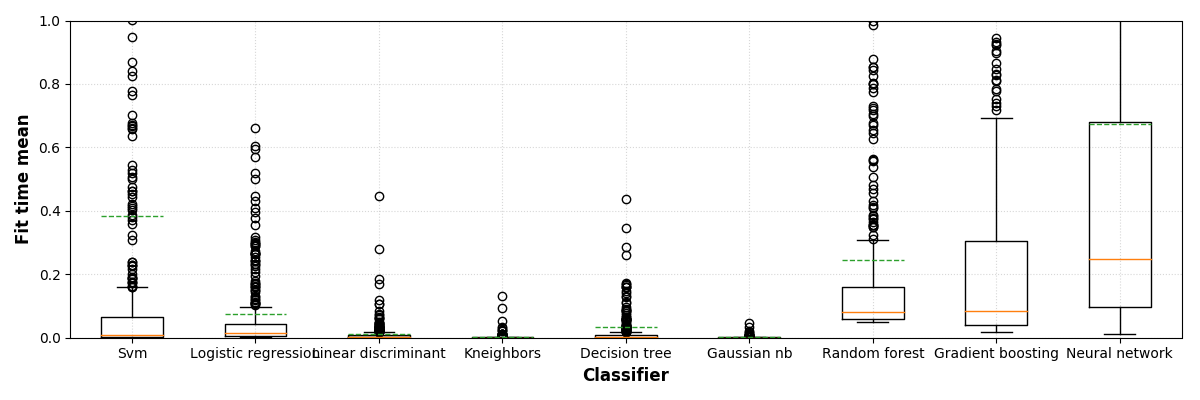 Fit time mean
1.0
0.8
0.6
0.4
0.2
0.0
Svm Logistic regression Linear discriminant Kneighbors Decision tree Gaussian nb Random forest Gradient boosting Neural network
Classifier